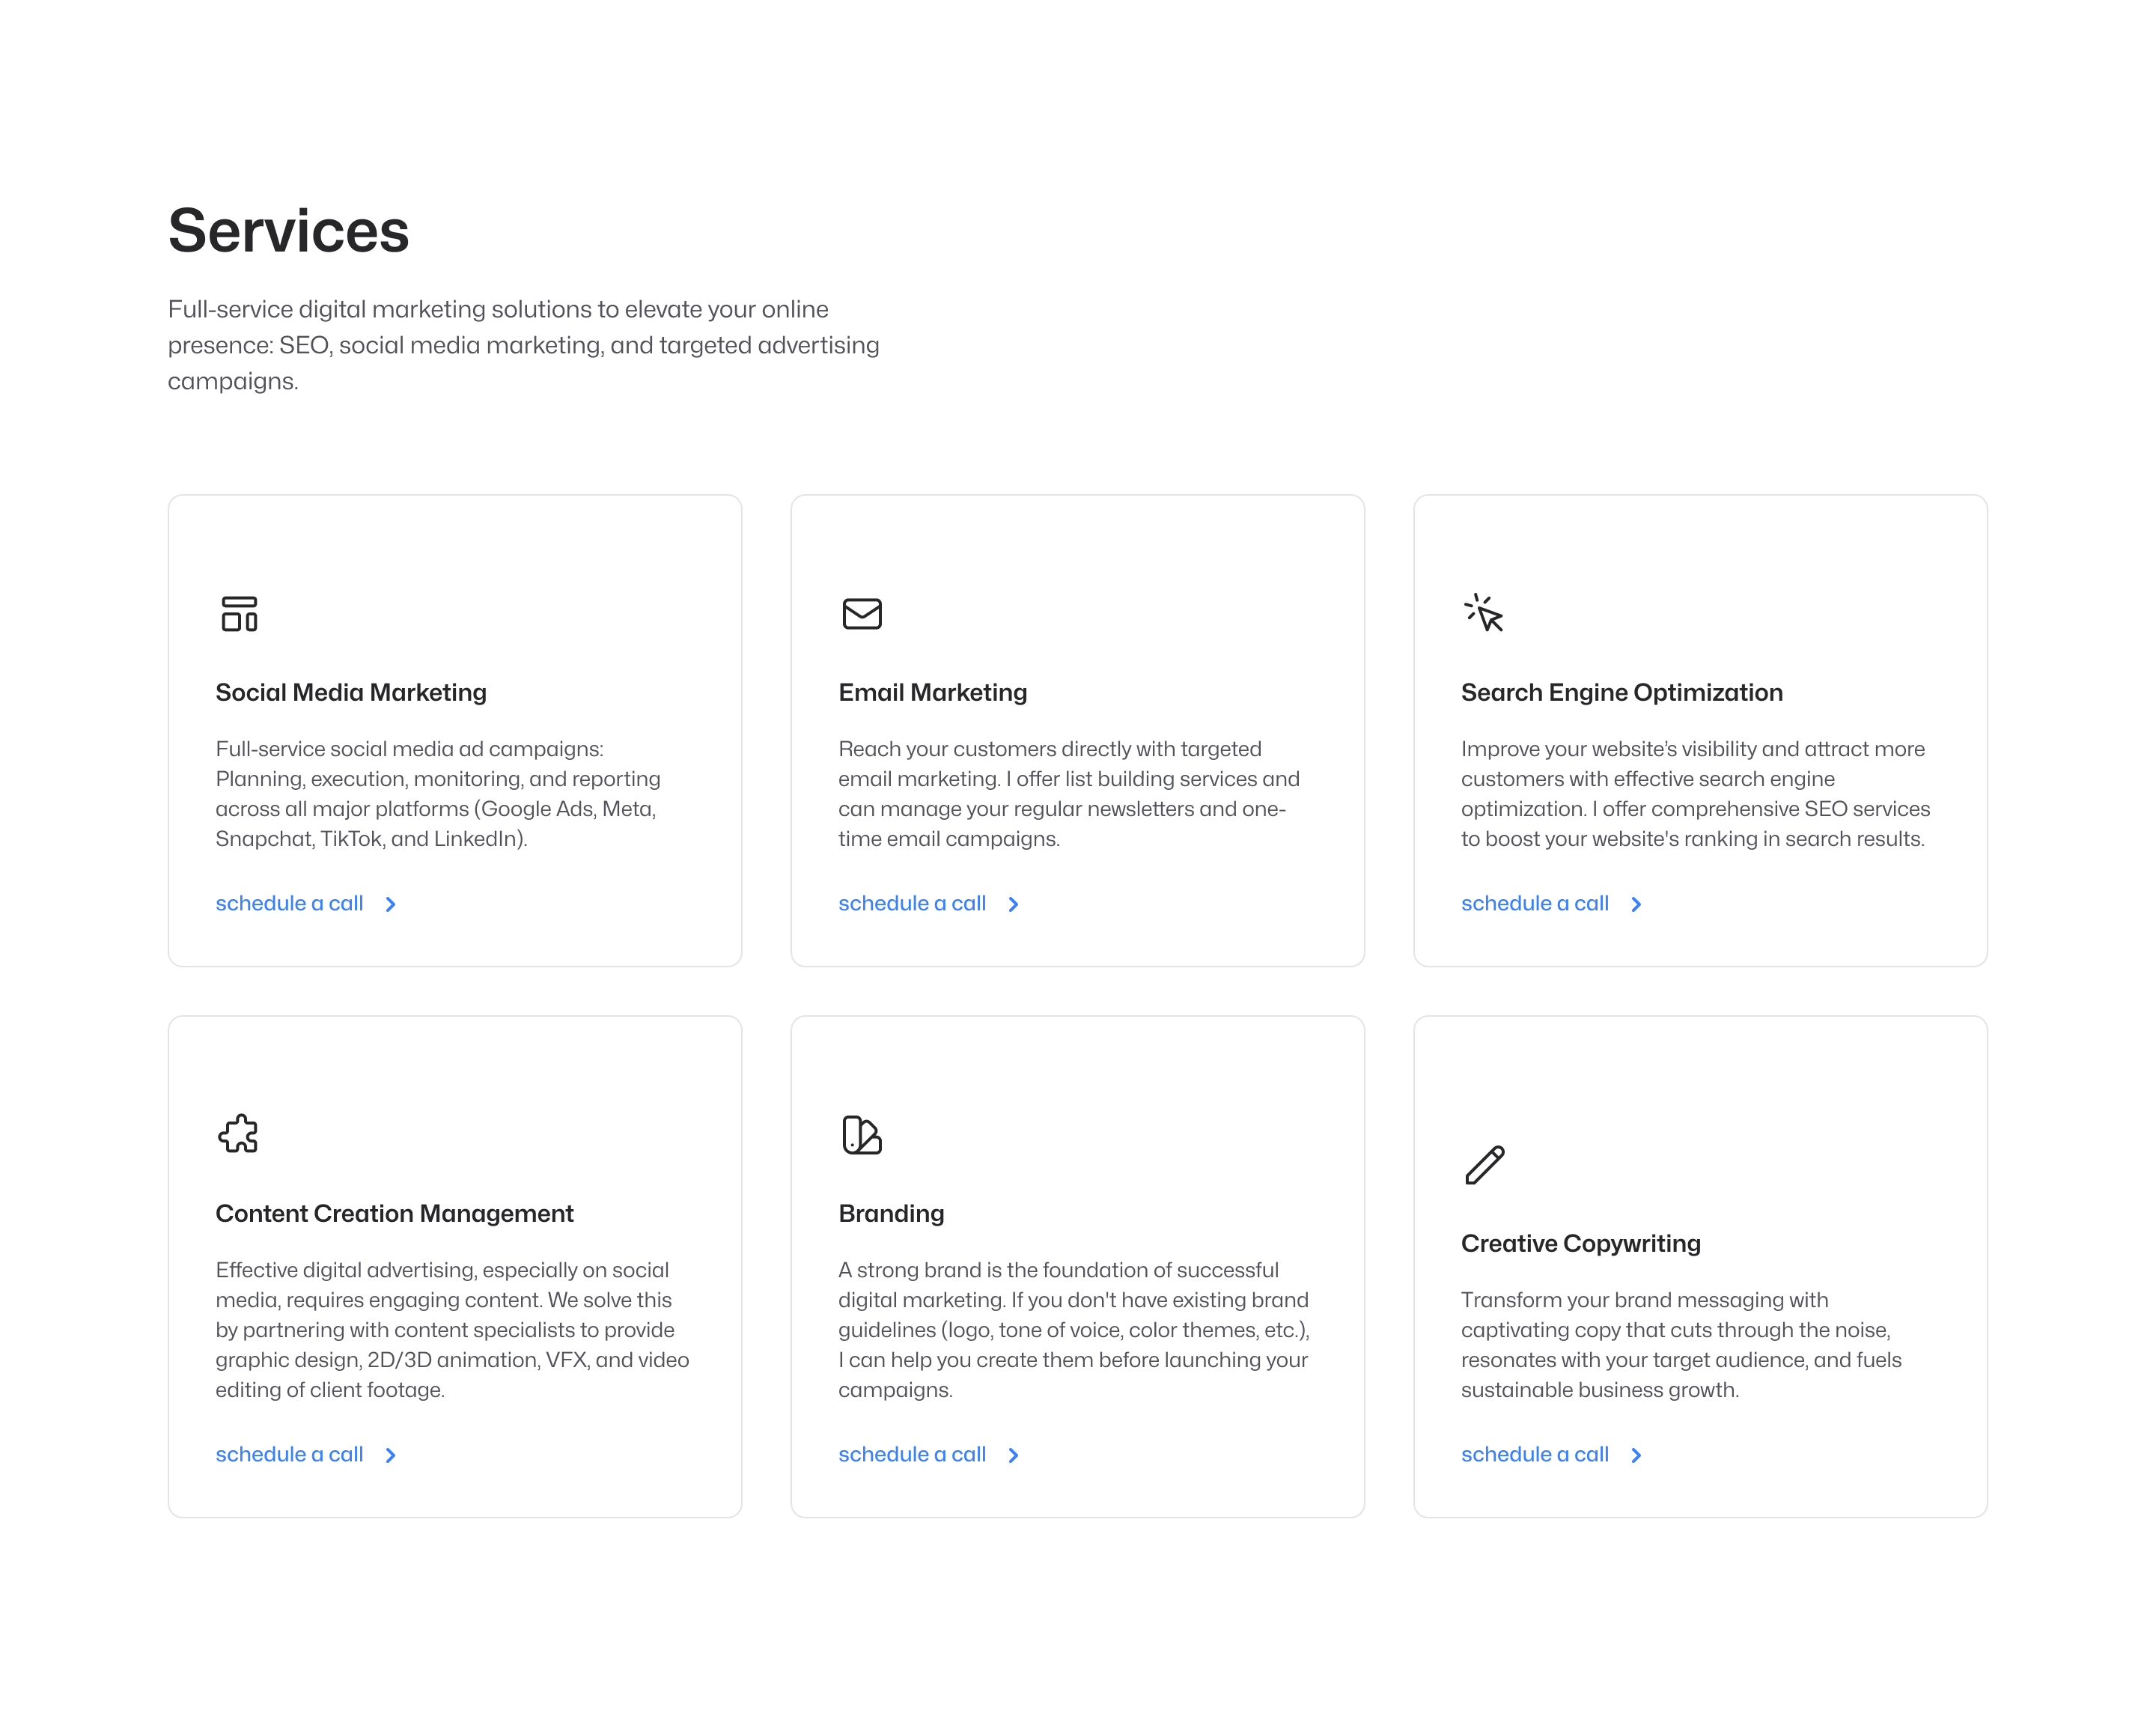 Services
Full-service digital marketing solutions to elevate your online
presence: SEO, social media marketing, and targeted advertising
campaigns.
Social Media Marketing
Full-service social media ad campaigns:
Planning, execution, monitoring, and reporting
across all major platforms (Google Ads, Meta,
Snapchat, TikTok, and LinkedIn).
schedule a call
Email Marketing
Reach your customers directly with targeted
email marketing. I offer list building services and
can manage your regular newsletters and one-
time email campaigns.
schedule a call
Search Engine Optimization
Improve your website’s visibility and attract more
customers with effective search engine
optimization. I offer comprehensive SEO services
to boost your website's ranking in search results.
schedule a call
Content Creation Management
Effective digital advertising, especially on social
media, requires engaging content. We solve this
by partnering with content specialists to provide
graphic design, 2D/3D animation, VFX, and video
editing of client footage.
schedule a call
Branding
A strong brand is the foundation of successful
digital marketing. If you don't have existing brand
guidelines (logo, tone of voice, color themes, etc.),
I can help you create them before launching your
campaigns.
schedule a call
Creative Copywriting
Transform your brand messaging with
captivating copy that cuts through the noise,
resonates with your target audience, and fuels
sustainable business growth.
schedule a call